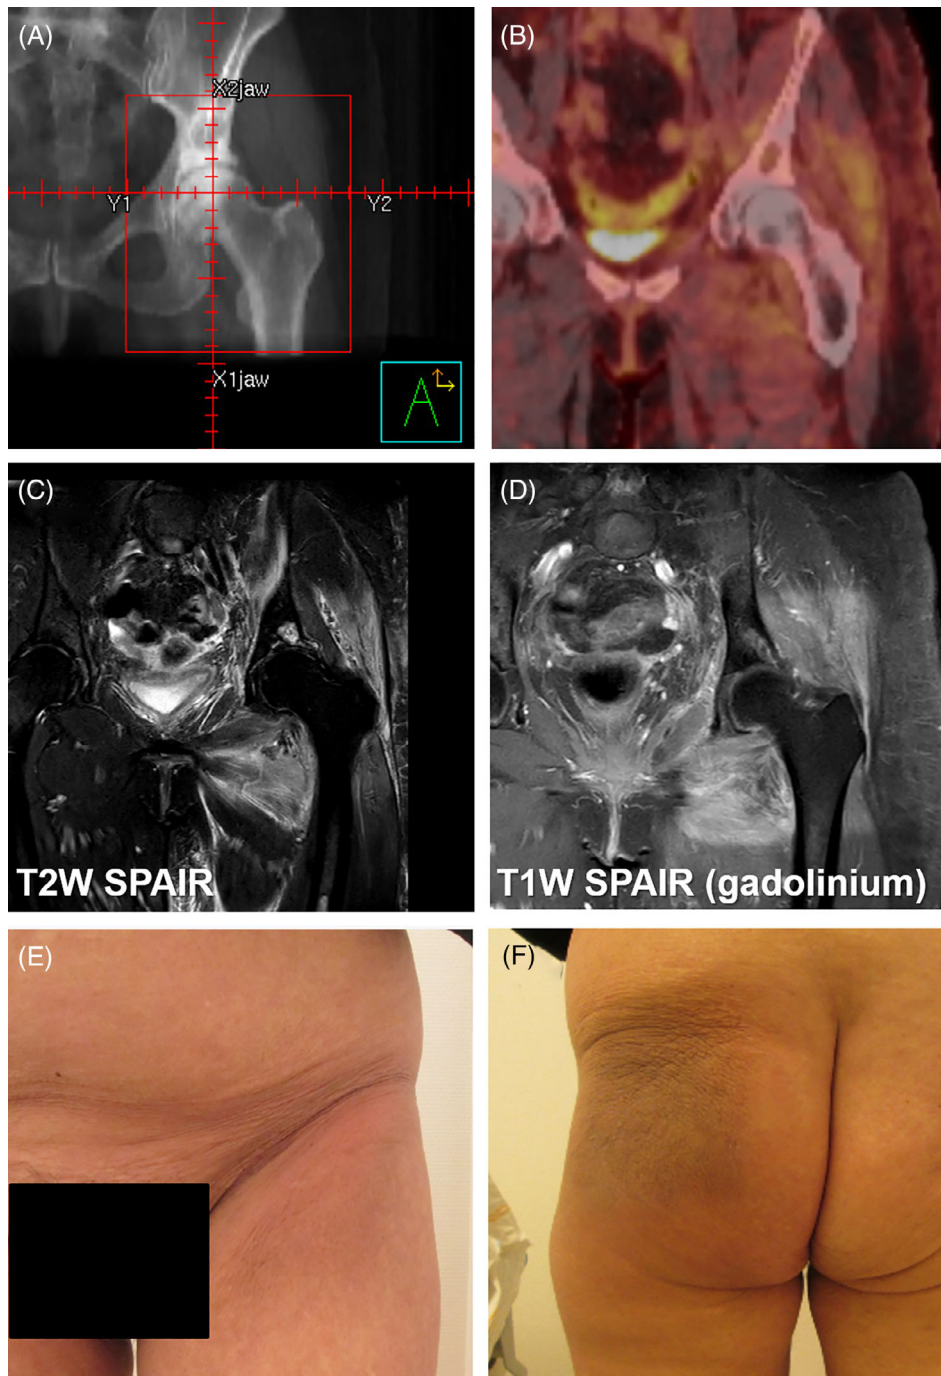 (A)
X2jaw
Y1
Y2
X1jaw
A
(B)
(C)
T2W SPAIR
(D)
T1W SPAIR (gadolinium)
(E)
(F)